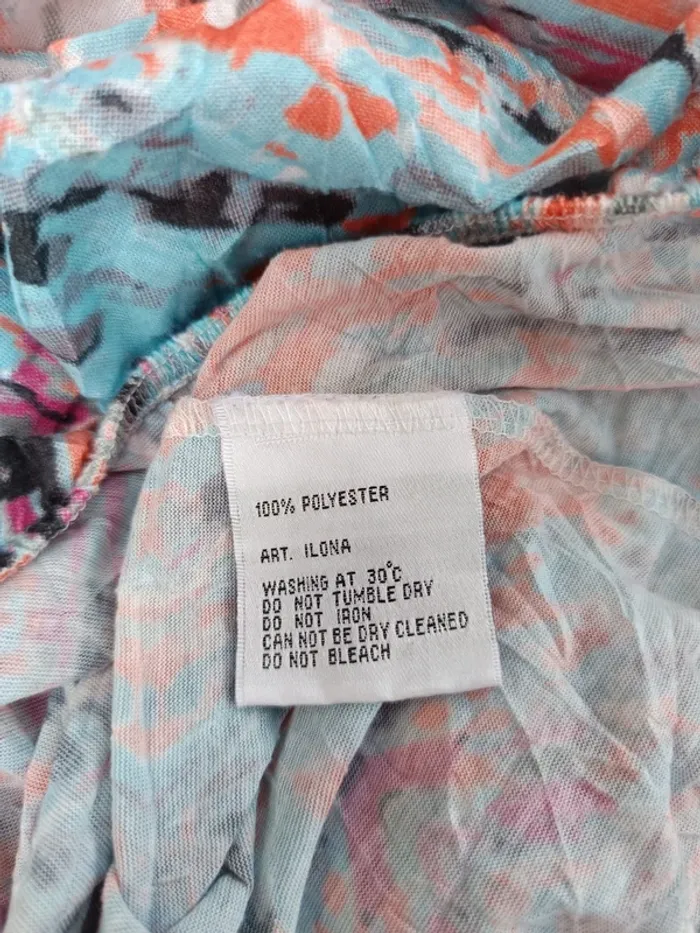 100% POLYESTER
ART. ILONA
WASHING AT 30°C
DO NOT TUMBLE DRY
DO NOT IRON
CAN NOT BE DRY CLEANED
DO NOT BLEACH